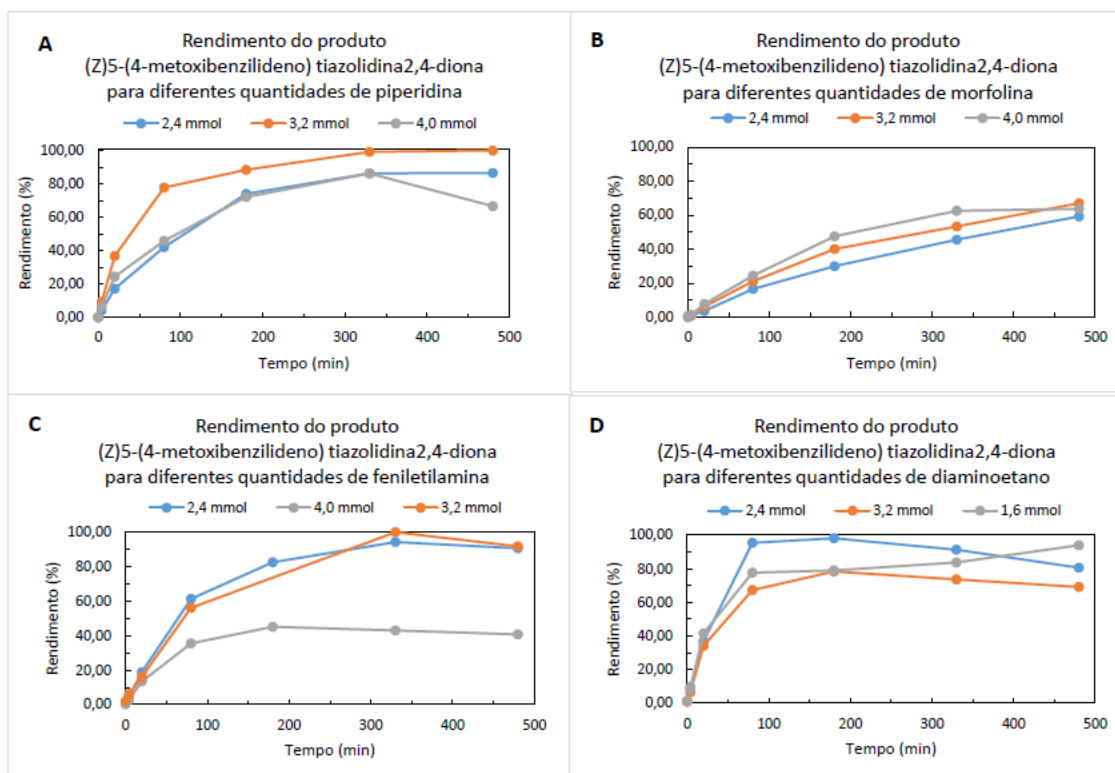 A
Rendimento do produto
(Z)5-(4-metoxibenzilideno) tiazolidina2,4-diona
para diferentes quantidades de piperidina
2,4 mmol 3,2 mmol 4,0 mmol
Rendimento (%)
100,00
80,00
60,00
40,00
20,00
0,00
0 100 200 300 400 500
Tempo (min)
B
Rendimento do produto
(Z)5-(4-metoxibenzilideno) tiazolidina2,4-diona
para diferentes quantidades de morfolina
2,4 mmol 3,2 mmol 4,0 mmol
Rendimento (%)
100,00
80,00
60,00
40,00
20,00
0,00
0 100 200 300 400 500
Tempo (min)
C
Rendimento do produto
(Z)5-(4-metoxibenzilideno) tiazolidina2,4-diona
para diferentes quantidades de feniletilamina
2,4 mmol 4,0 mmol 3,2 mmol
Rendimento (%)
100,00
80,00
60,00
40,00
20,00
0,00
0 100 200 300 400 500
Tempo (min)
D
Rendimento do produto
(Z)5-(4-metoxibenzilideno) tiazolidina2,4-diona
para diferentes quantidades de diaminoetano
2,4 mmol 3,2 mmol 1,6 mmol
Rendimento (%)
100,00
80,00
60,00
40,00
20,00
0,00
0 100 200 300 400 500
Tempo (min)